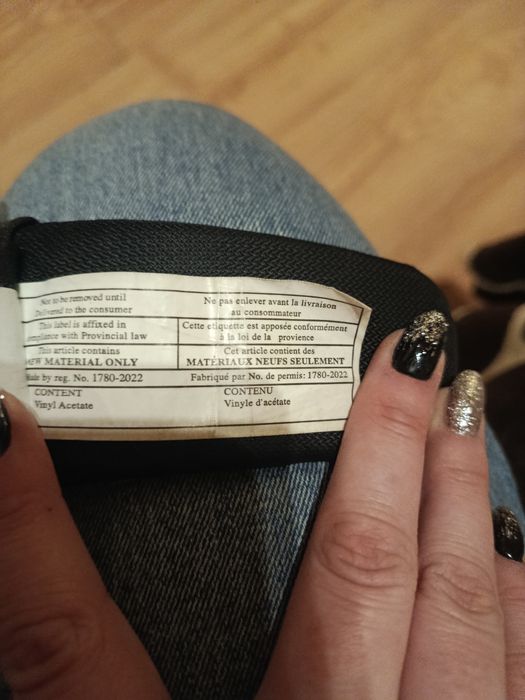 Not to be removed until
Delivered to the consumer
Ne pas enlever avant la livraison
au consommateur
This label is affixed in
compliance with Provincial law
Cette etiquette est apposée conformément
à la loi de la provience
This article contains
NEW MATERIAL ONLY
Cet article contient des
MATÉRIAUX NEUFS SEULEMENT
Made by reg. No. 1780-2022
Fabriqué par No. de permis: 1780-2022
CONTENT
Vinyl Acetate
CONTENU
Vinyle d'acétate